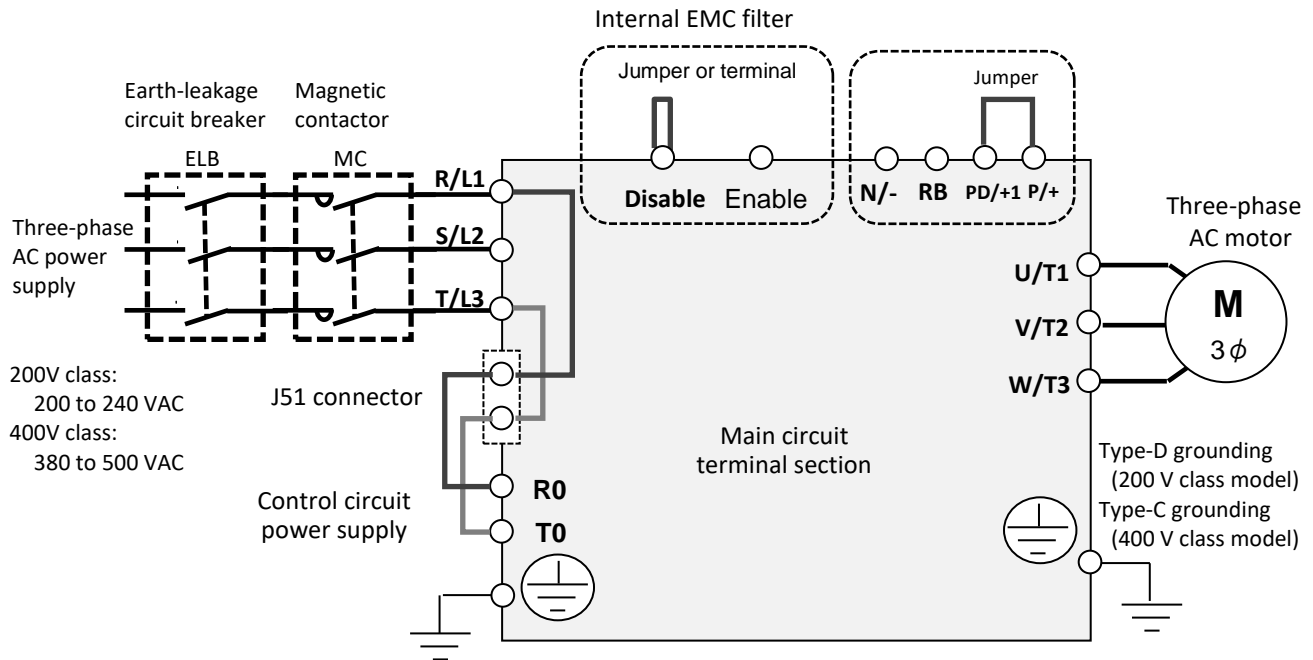 Internal EMC filter
Jumper or terminal
Jumper
Earth-leakage
circuit breaker
Magnetic
contactor
ELB
MC
R/L1
Disable
Enable
N/-
RB
PD/+1
P/+
Three-phase
AC power
supply
S/L2
T/L3
Three-phase
AC motor
U/T1
V/T2
W/T3
M
3ϕ
200V class:
200 to 240 VAC
400V class:
380 to 500 VAC
J51 connector
Main circuit
terminal section
Control circuit
power supply
R0
T0
Type-D grounding
(200 V class model)
Type-C grounding
(400 V class model)